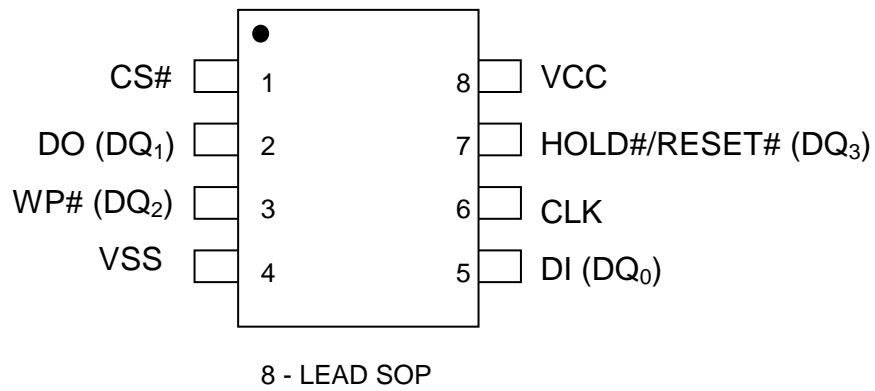 CS# 1 8 VCC
DO (DQ₁) 2 7 HOLD#/RESET# (DQ₃)
WP# (DQ₂) 3 6 CLK
VSS 4 5 DI (DQ₀)
8 - LEAD SOP